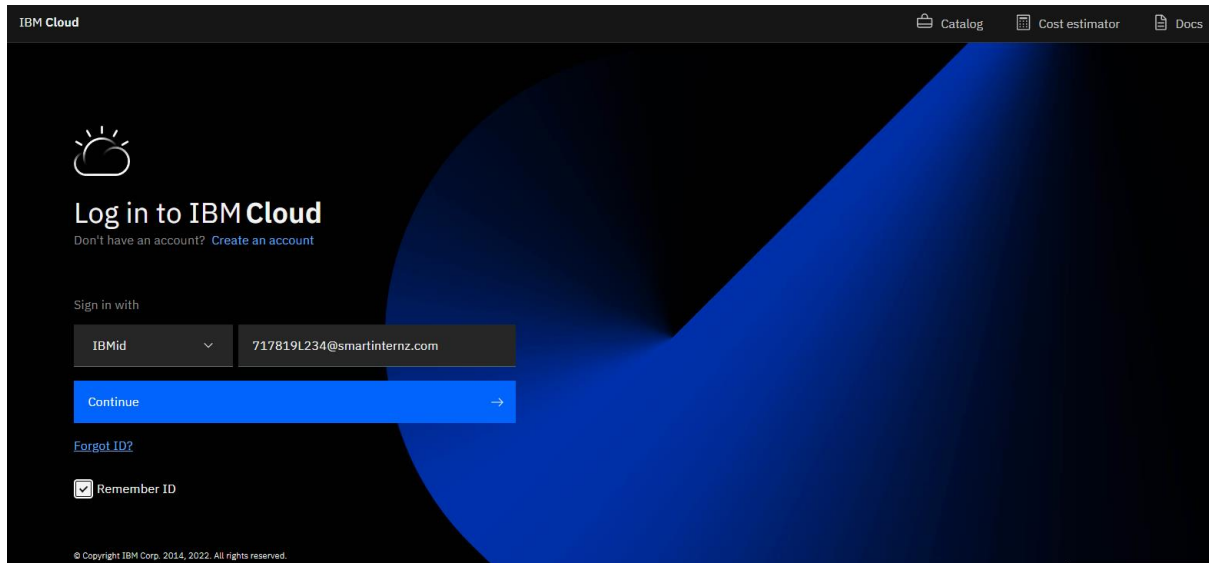 IBM Cloud
Catalog
Cost estimator
Docs
Log in to IBM Cloud
Don't have an account? Create an account
Sign in with
IBMid
717819L234@smartinternz.com
Continue
Forgot ID?
Remember ID
© Copyright IBM Corp. 2014, 2022. All rights reserved.